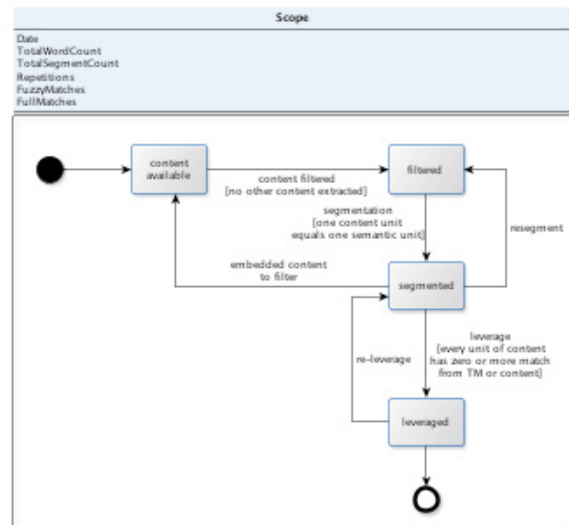 Scope
Date
TotalWordCount
TotalSegmentCount
Repetitions
FuzzyMatches
FullMatches
content
available
content filtered
[no other content extracted]
filtered
segmentation
[one content unit
equals one semantic unit]
resegment
embedded content
to filter
segmented
re-leverage
leverage
[every unit of content
has zero or more match
from TM or content]
leveraged